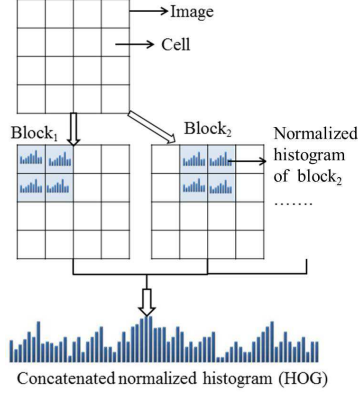 Image
Cell
Block1
Block2
Normalized
histogram
of block2
.......
Concatenated normalized histogram (HOG)